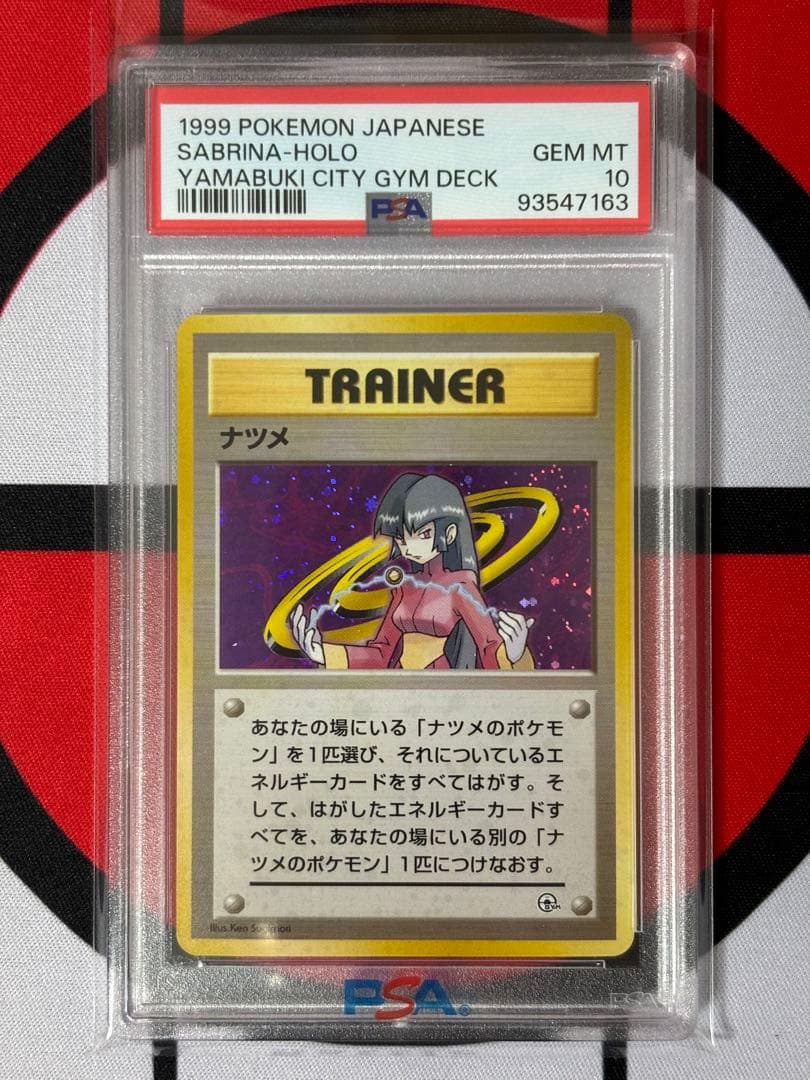 1999 POKEMON JAPANESE
SABRINA-HOLO GEM MT
YAMABUKI CITY GYM DECK 10
PSA 93547163
TRAINER
ナツメ
あなたの場にいる「ナツメのポケモ
ン」を1匹選び、それについているエ
ネルギーカードをすべてはがす。そ
して、はがしたエネルギーカードす
べてを、あなたの場にいる別の「ナ
ツメのポケモン」1匹につけなおす。
GYM
Illus. Ken Sugimori
PSA®
PSA